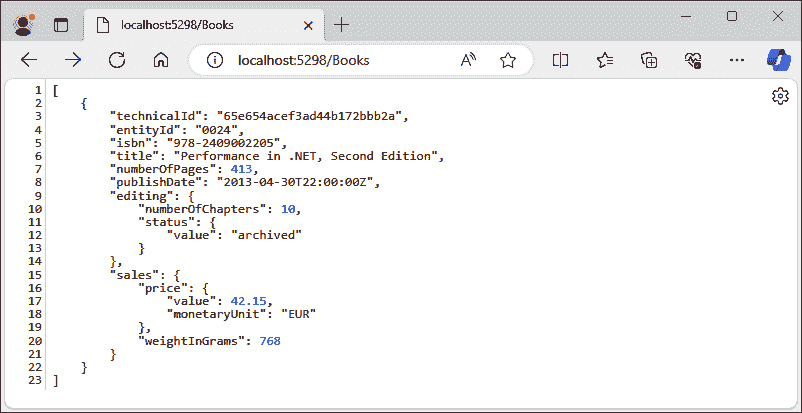 localhost:5298/Books
localhost:5298/Books
1 [
2     {
3         "technicalId": "65e654acef3ad44b172bbb2a",
4         "entityId": "0024",
5         "isbn": "978-2409002205",
6         "title": "Performance in .NET, Second Edition",
7         "numberOfPages": 413,
8         "publishDate": "2013-04-30T22:00:00Z",
9         "editing": {
10             "numberOfChapters": 10,
11             "status": {
12                 "value": "archived"
13             }
14         },
15         "sales": {
16             "price": {
17                 "value": 42.15,
18                 "monetaryUnit": "EUR"
19             },
20             "weightInGrams": 768
21         }
22     }
23 ]